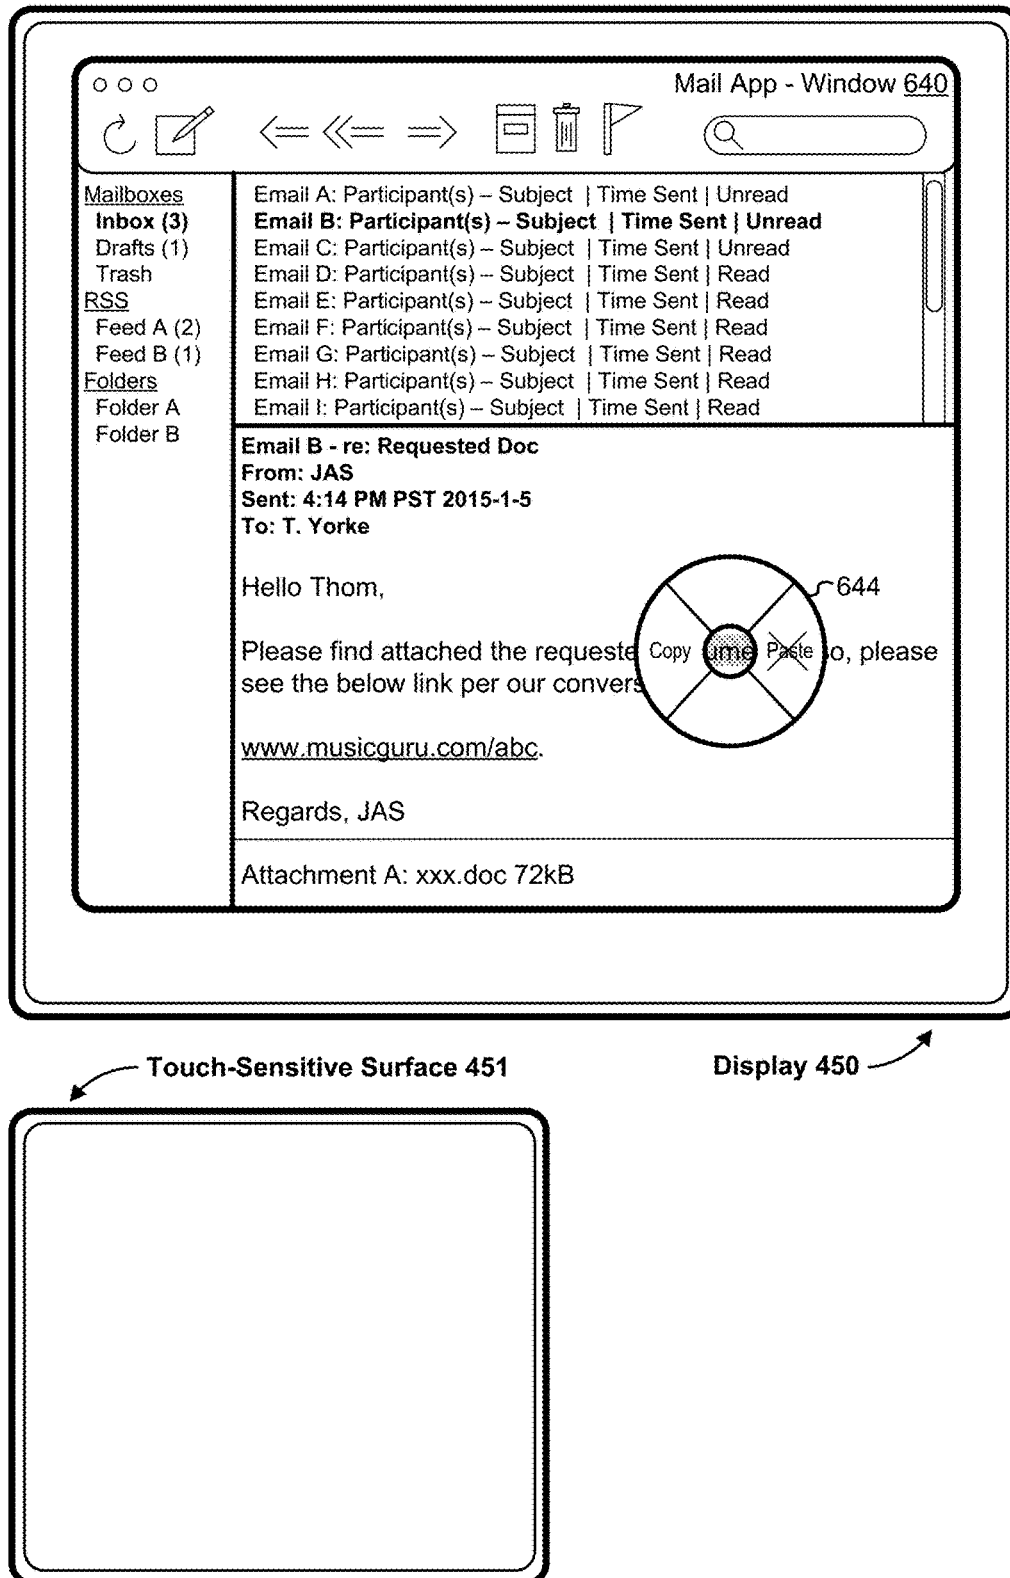 Mail App - Window 640
Mailboxes
Inbox (3)
Drafts (1)
Trash
RSS
Feed A (2)
Feed B (1)
Folders
Folder A
Folder B
Email A: Participant(s) – Subject | Time Sent | Unread
Email B: Participant(s) – Subject | Time Sent | Unread
Email C: Participant(s) – Subject | Time Sent | Unread
Email D: Participant(s) – Subject | Time Sent | Read
Email E: Participant(s) – Subject | Time Sent | Read
Email F: Participant(s) – Subject | Time Sent | Read
Email G: Participant(s) – Subject | Time Sent | Read
Email H: Participant(s) – Subject | Time Sent | Read
Email I: Participant(s) – Subject | Time Sent | Read
Email B - re: Requested Doc
From: JAS
Sent: 4:14 PM PST 2015-1-5
To: T. Yorke
Hello Thom,
644
Please find attached the requeste Copy ume Paste o, please
see the below link per our convers
www.musicguru.com/abc.
Regards, JAS
Attachment A: xxx.doc 72kB
Touch-Sensitive Surface 451
Display 450